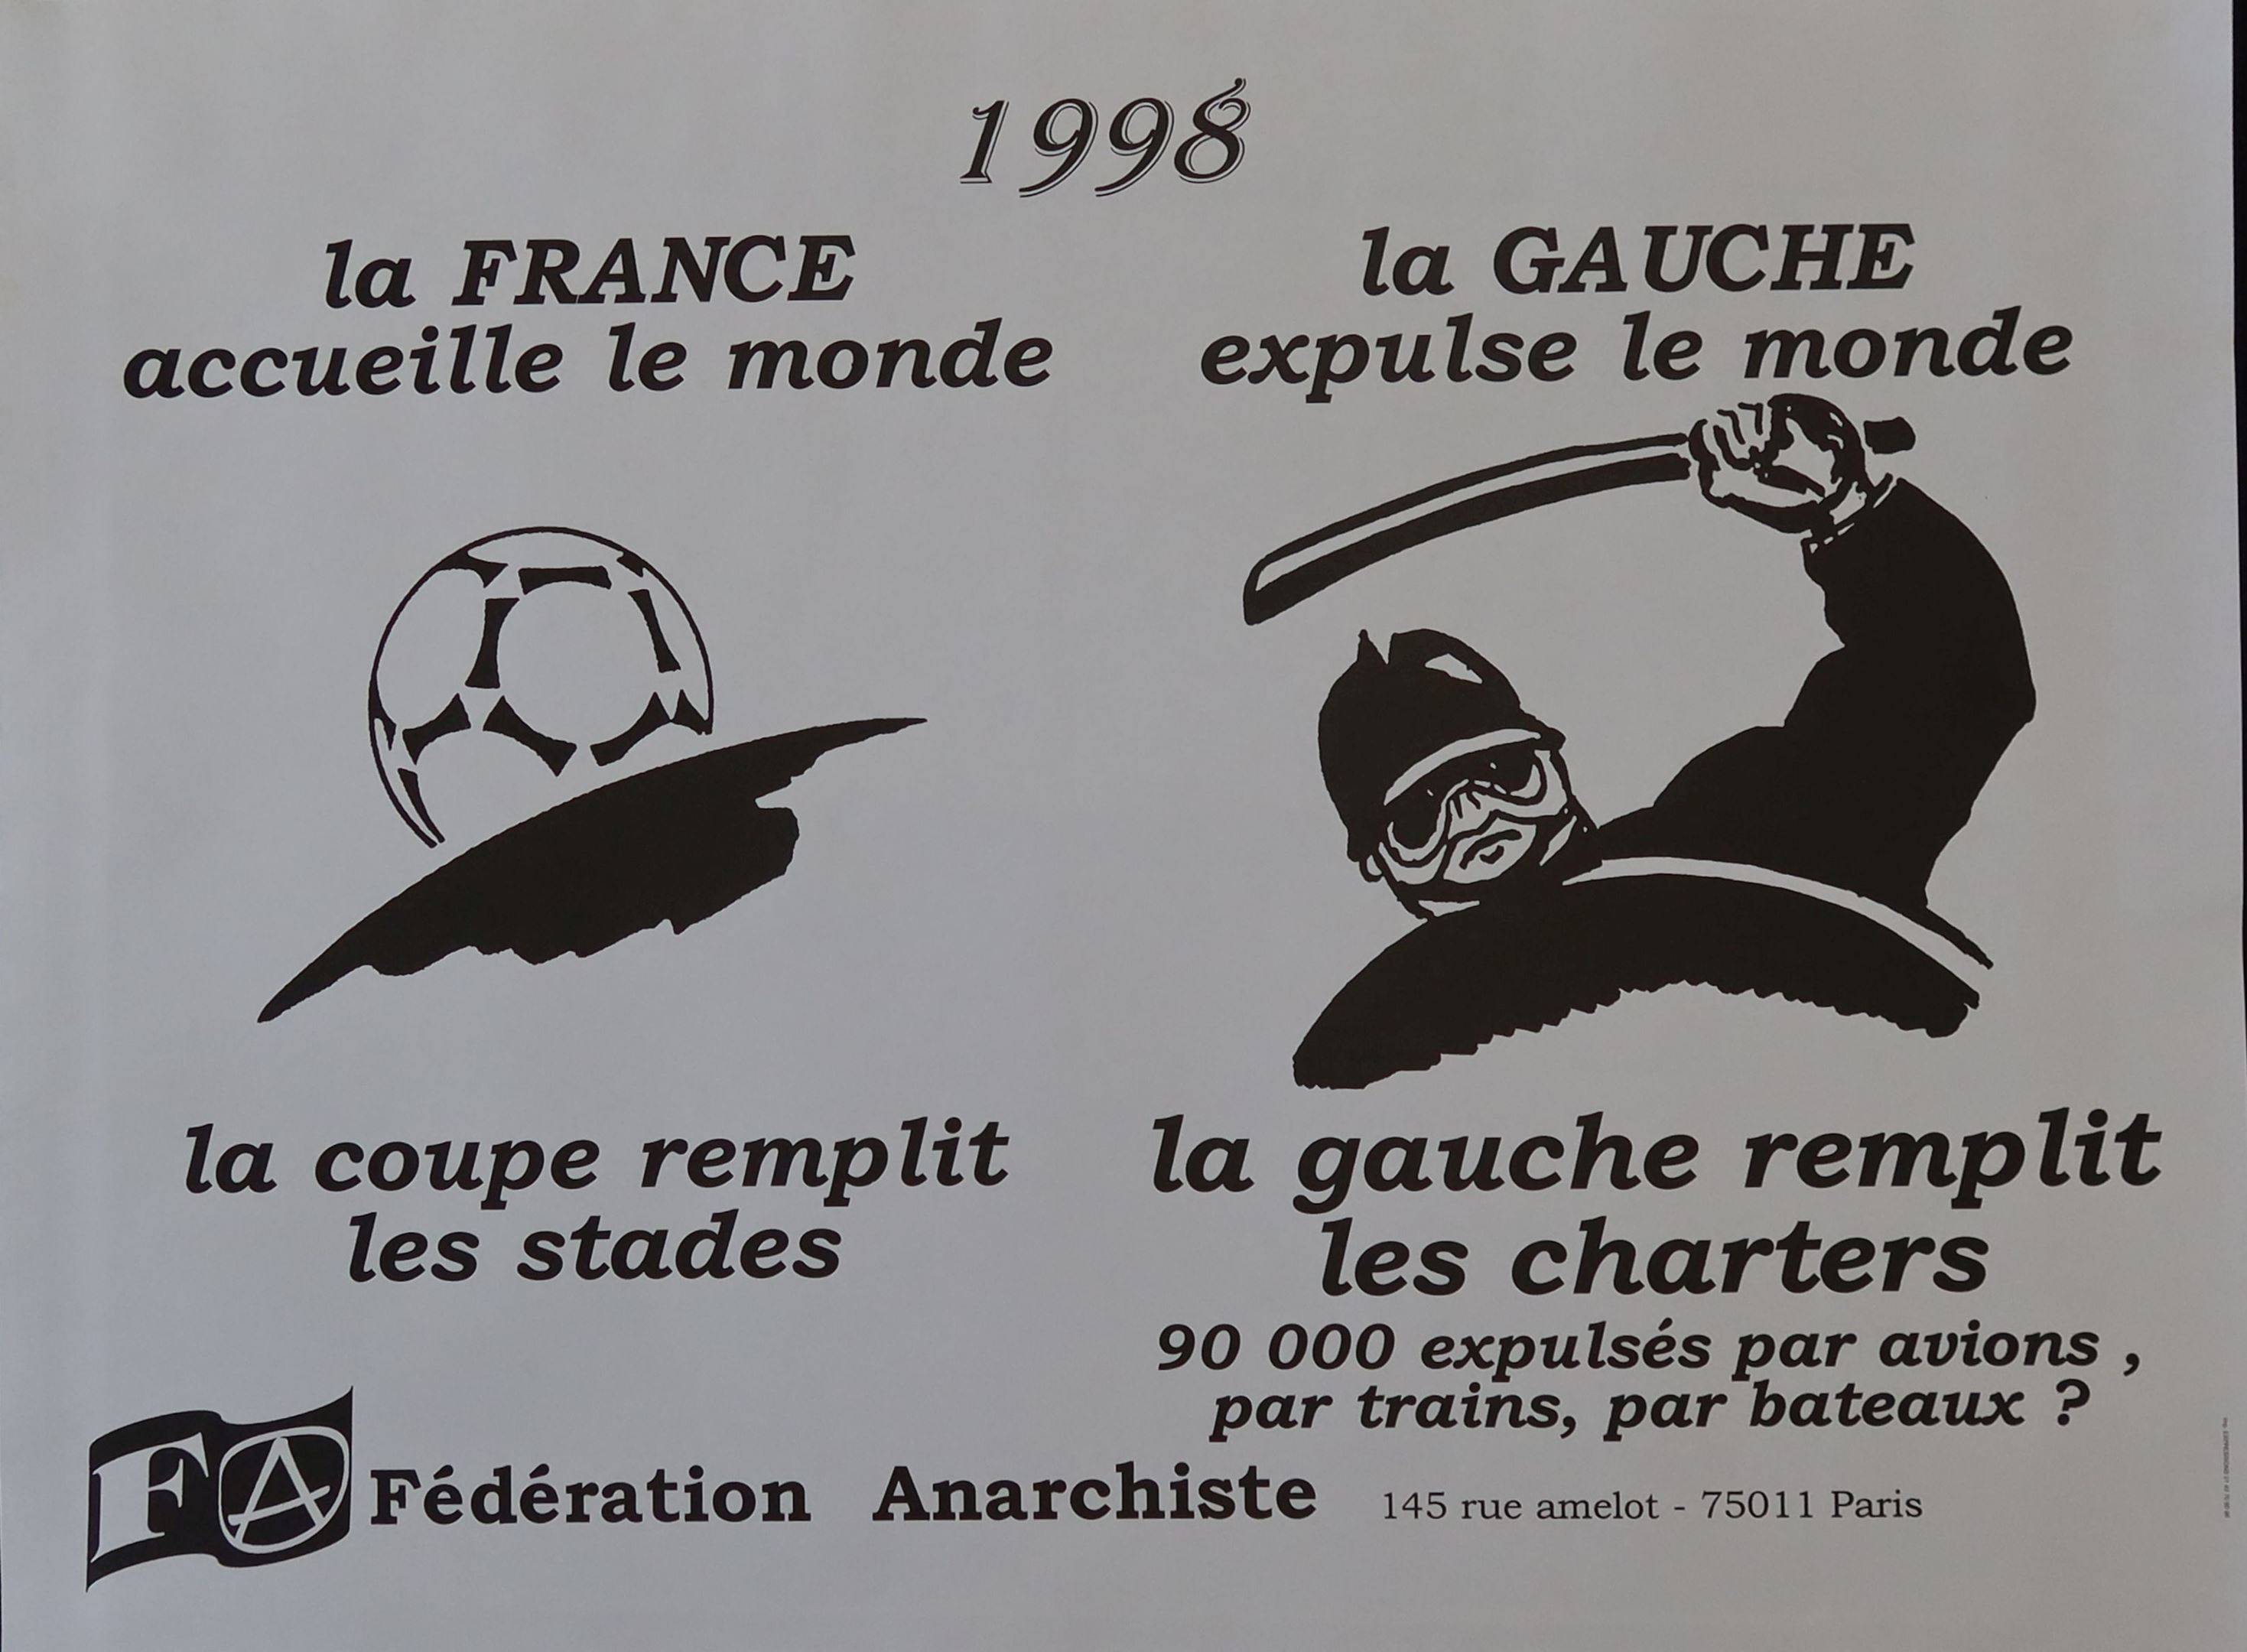 1998
la FRANCE
accueille le monde
la coupe remplit
les stades
la GAUCHE
expulse le monde
la gauche remplit
les charters
90 000 expulsés par avions ,
par trains, par bateaux ?
FA Fédération Anarchiste 145 rue amelot - 75011 Paris